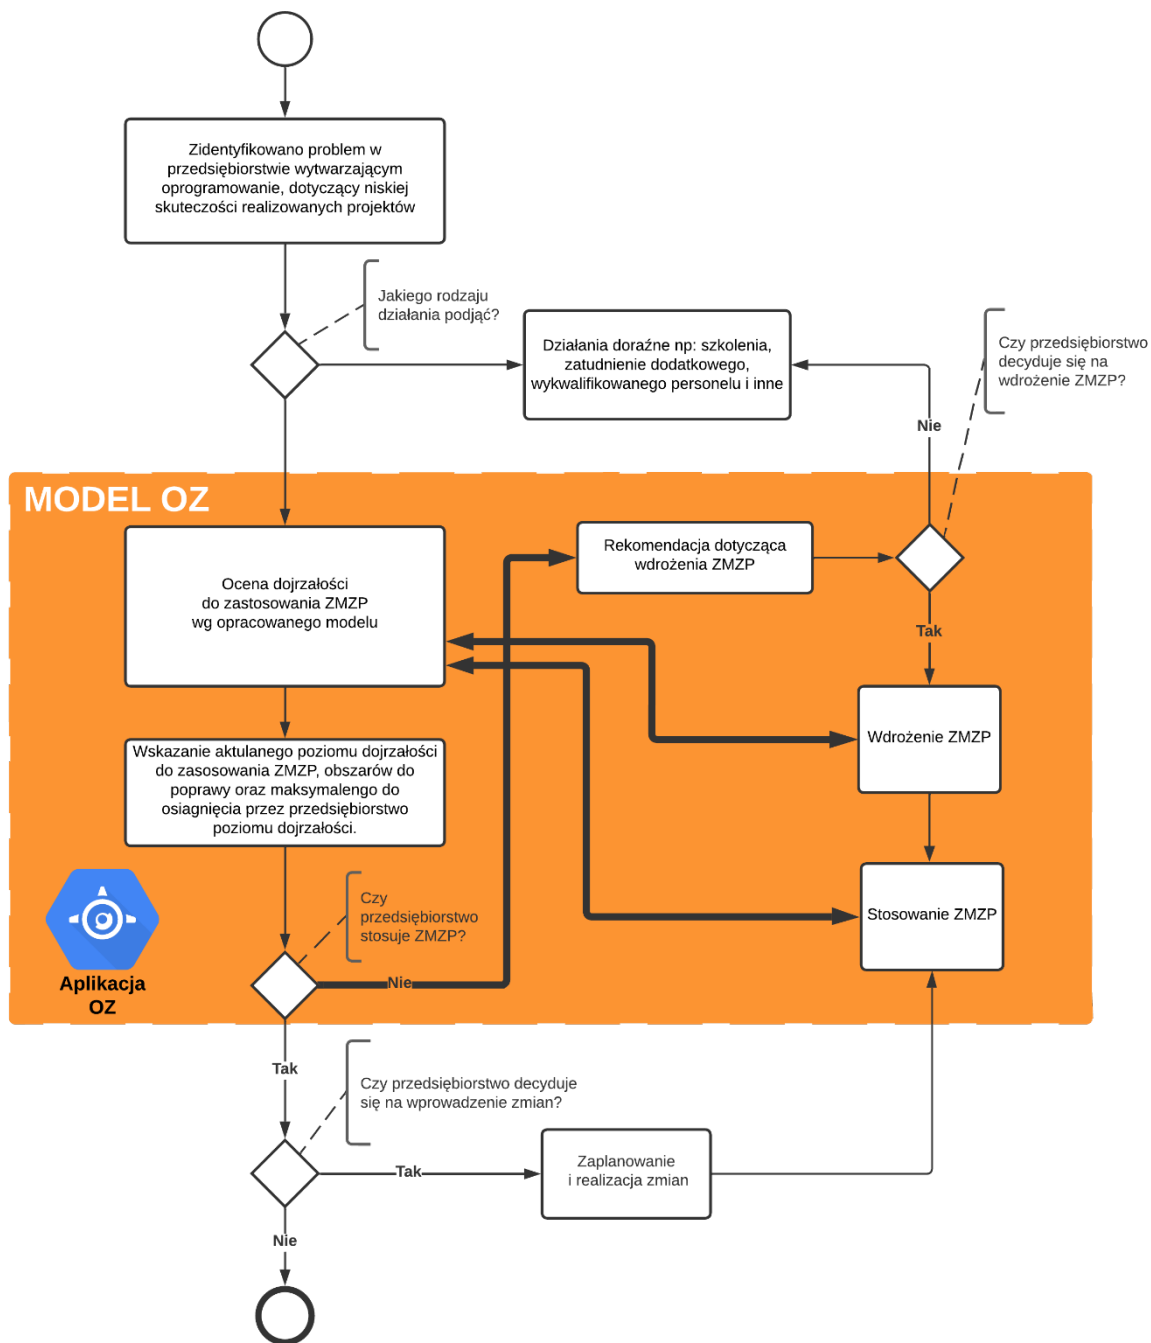 Zidentyfikowano problem w
przedsiębiorstwie wytwarzającym
oprogramowanie, dotyczący niskiej
skuteczości realizowanych projektów
Jakiego rodzaju
działania podjąć?
Działania doraźne np: szkolenia,
zatudnienie dodatkowego,
wykwalifikowanego personelu i inne
Czy przedsiębiorstwo
decyduje się na
wdrożenie ZMZP?
Nie
MODEL OZ
Ocena dojrzałości
do zastosowania ZMZP
wg opracowanego modelu
Rekomendacja dotycząca
wdrożenia ZMZP
Tak
Wdrożenie ZMZP
Wskazanie aktulanego poziomu dojrzałości
do zasosowania ZMZP, obszarów do
poprawy oraz maksymalengo do
osiagnięcia przez przedsiębiorstwo
poziomu dojrzałości.
Czy
przedsiębiorstwo
stosuje ZMZP?
Stosowanie ZMZP
Aplikacja
OZ
Nie
Tak
Czy przedsiębiorstwo decyduje
się na wprowadzenie zmian?
Tak
Zaplanowanie
i realizacja zmian
Nie